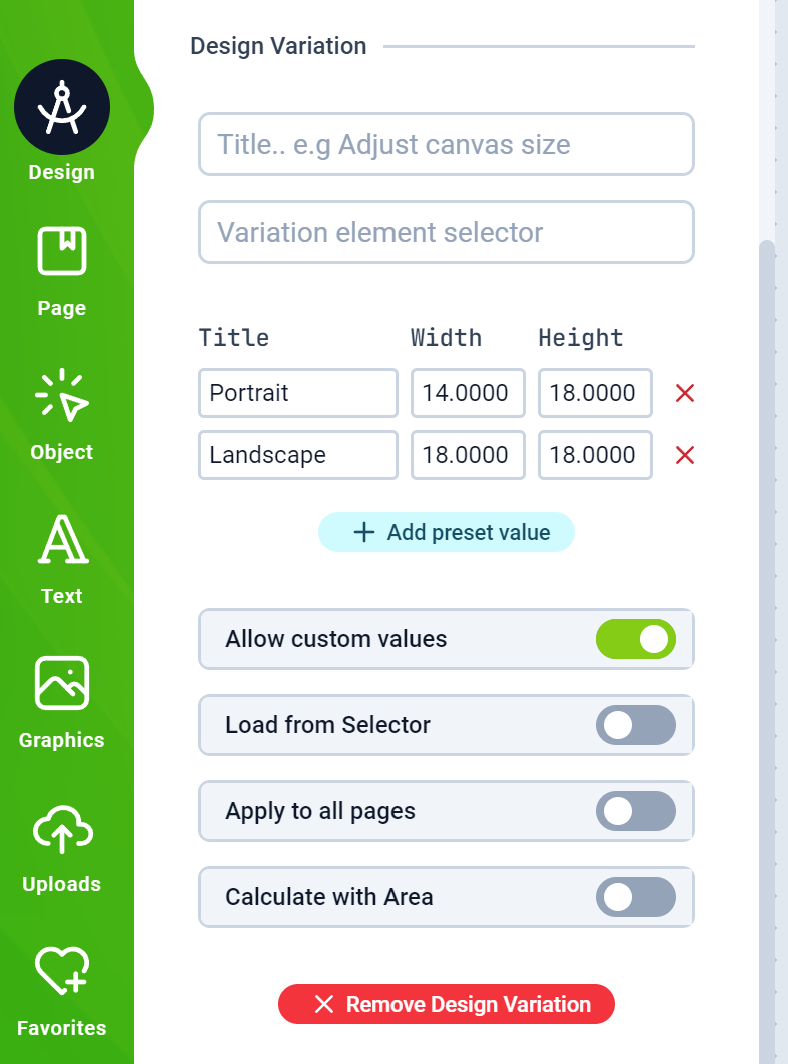 Design
Page
Object
Text
Graphics
Uploads
Favorites
Design Variation
Title.. e.g Adjust canvas size
Variation element selector
Title Width Height
Portrait 14.0000 18.0000
Landscape 18.0000 18.0000
Add preset value
Allow custom values
Load from Selector
Apply to all pages
Calculate with Area
Remove Design Variation